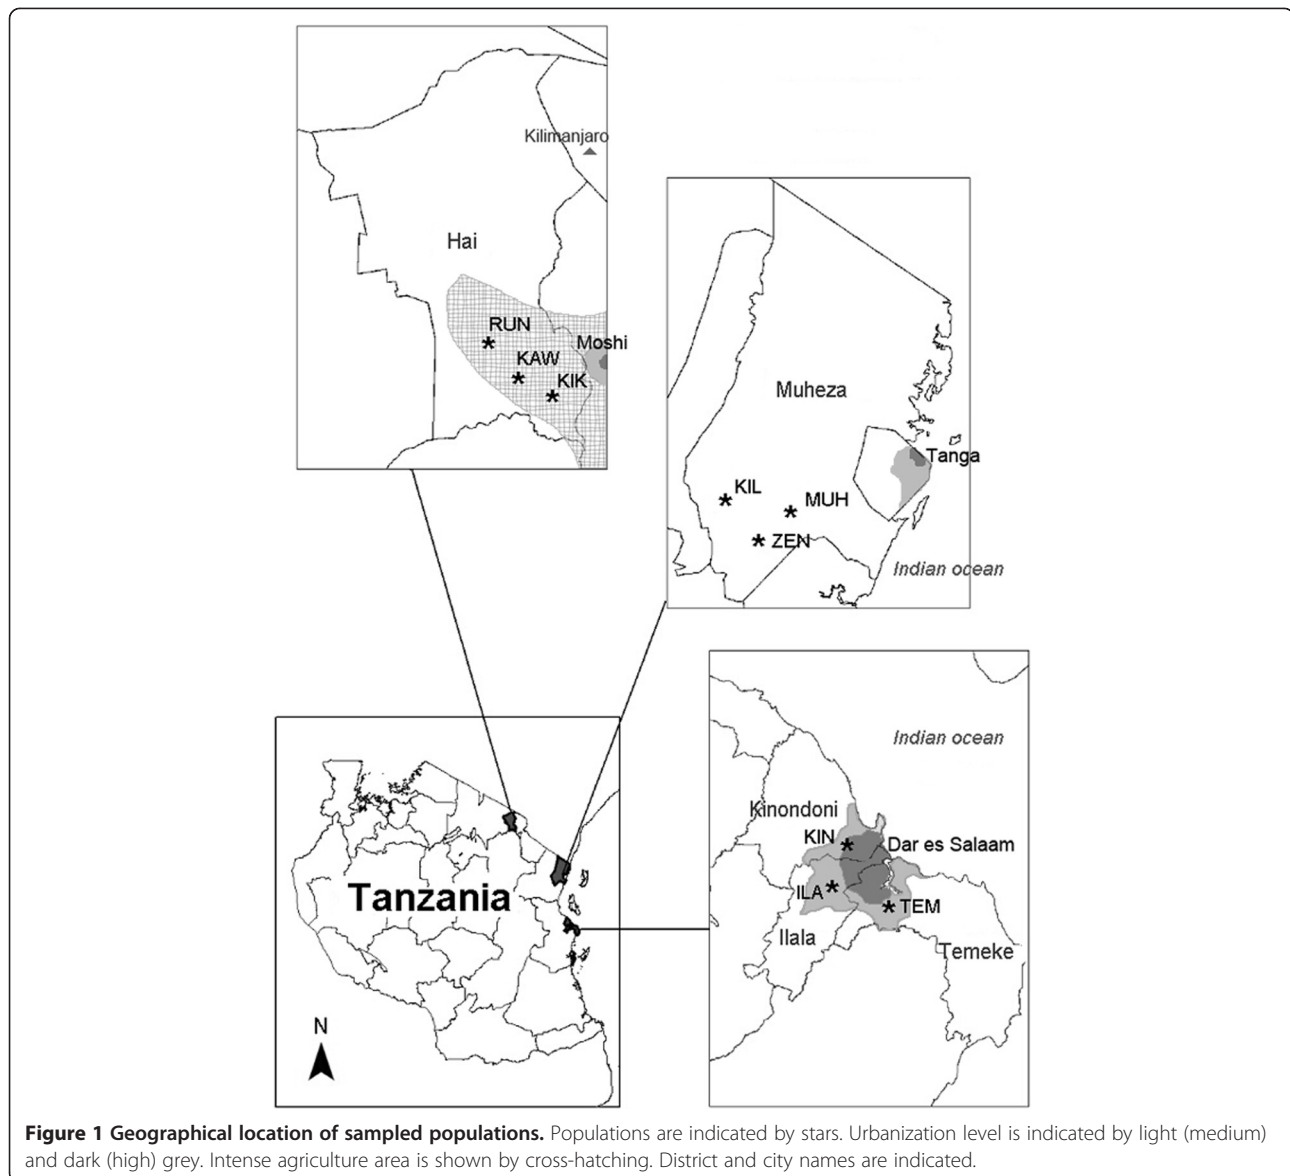 Kilimanjaro
Hai
RUN
Moshi
KAW
KIK
Muheza
Tanga
KIL
MUH
ZEN
Indian ocean
Indian ocean
Kinondoni
KIN
Dar es Salaam
ILA
TEM
Ilala
Temeke
Tanzania
N
Figure 1 Geographical location of sampled populations. Populations are indicated by stars. Urbanization level is indicated by light (medium)
and dark (high) grey. Intense agriculture area is shown by cross-hatching. District and city names are indicated.